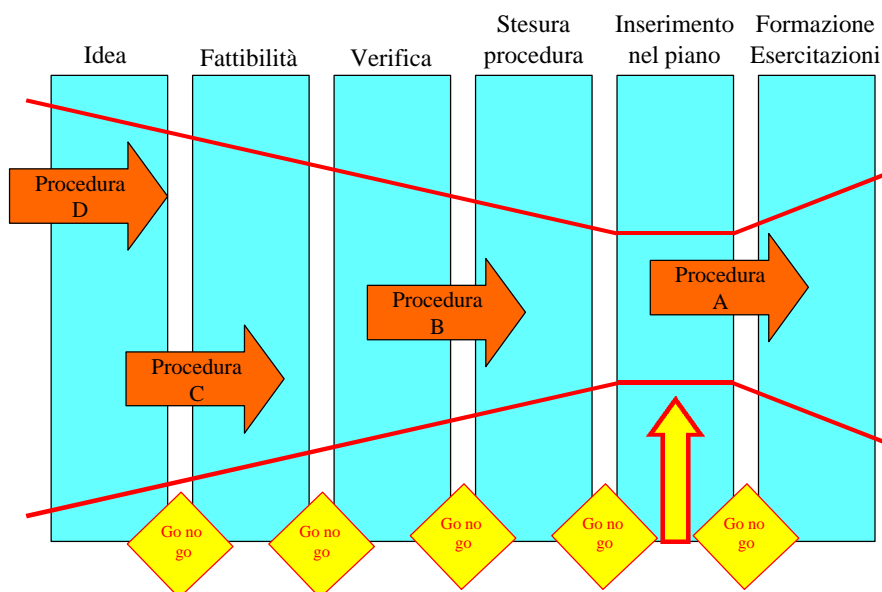 Idea
Fattibilità
Verifica
Stesura
procedura
Inserimento
nel piano
Formazione
Esercitazioni
Procedura
D
Procedura
B
Procedura
A
Procedura
C
Go no
go
Go no
go
Go no
go
Go no
go
Go no
go